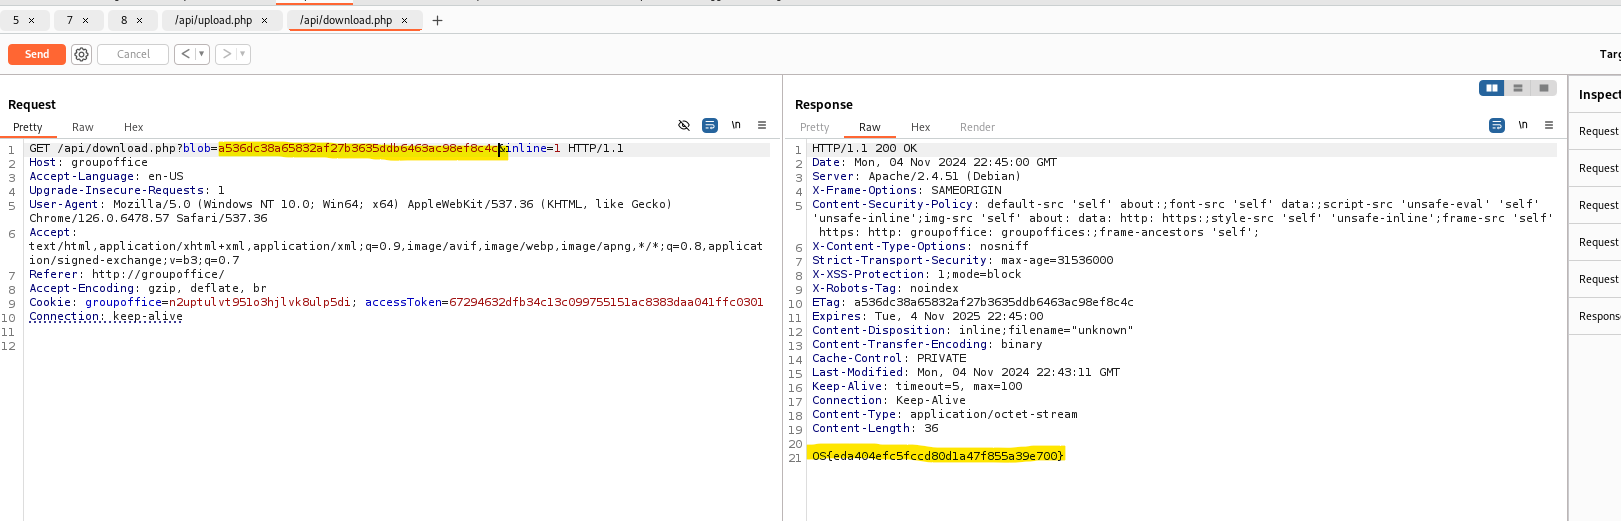 5 × 7 × 8 × /api/upload.php × /api/download.php × +
Send Cancel < > Targ
Request
Pretty Raw Hex \n
1 GET /api/download.php?blob=a536dc38a65832af27b3635ddb6463ac98ef8c4c&inline=1 HTTP/1.1
2 Host: groupoffice
3 Accept-Language: en-US
4 Upgrade-Insecure-Requests: 1
5 User-Agent: Mozilla/5.0 (Windows NT 10.0; Win64; x64) AppleWebKit/537.36 (KHTML, like Gecko)
Chrome/126.0.6478.57 Safari/537.36
6 Accept:
text/html,application/xhtml+xml,application/xml;q=0.9,image/avif,image/webp,image/apng,*/*;q=0.8,applicat
ion/signed-exchange;v=b3;q=0.7
7 Referer: http://groupoffice/
8 Accept-Encoding: gzip, deflate, br
9 Cookie: groupoffice=n2uptulvt951o3hjlvk8ulp5di; accessToken=67294632dfb34c13c099755151ac8383daa041ffc0301
10 Connection: keep-alive
11
12
Response
Pretty Raw Hex Render \n
1 HTTP/1.1 200 OK
2 Date: Mon, 04 Nov 2024 22:45:00 GMT
3 Server: Apache/2.4.51 (Debian)
4 X-Frame-Options: SAMEORIGIN
5 Content-Security-Policy: default-src 'self' about:;font-src 'self' data:;script-src 'unsafe-eval' 'self'
'unsafe-inline';img-src 'self' about: data: http: https:;style-src 'self' 'unsafe-inline';frame-src 'self'
https: http: groupoffice: groupoffices:;frame-ancestors 'self';
6 X-Content-Type-Options: nosniff
7 Strict-Transport-Security: max-age=31536000
8 X-XSS-Protection: 1;mode=block
9 X-Robots-Tag: noindex
10 ETag: a536dc38a65832af27b3635ddb6463ac98ef8c4c
11 Expires: Tue, 4 Nov 2025 22:45:00
12 Content-Disposition: inline;filename="unknown"
13 Content-Transfer-Encoding: binary
14 Cache-Control: PRIVATE
15 Last-Modified: Mon, 04 Nov 2024 22:43:11 GMT
16 Keep-Alive: timeout=5, max=100
17 Connection: Keep-Alive
18 Content-Type: application/octet-stream
19 Content-Length: 36
20
21 OS{eda404efc5fccd80d1a47f855a39e700}
Inspect
Request
Request
Request
Request
Request
Respons